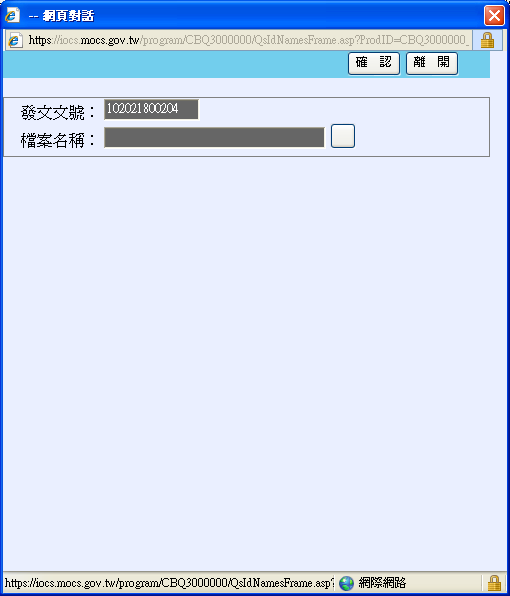 -- 網頁對話
https://iocs.mocs.gov.tw/program/CBQ3000000/QsIdNamesFrame.asp?ProdID=CBQ3000000_
確 認 離 開
發文文號： 102021800204
檔案名稱：
https://iocs.mocs.gov.tw/program/CBQ3000000/QsIdNamesFrame.asp? 網際網路